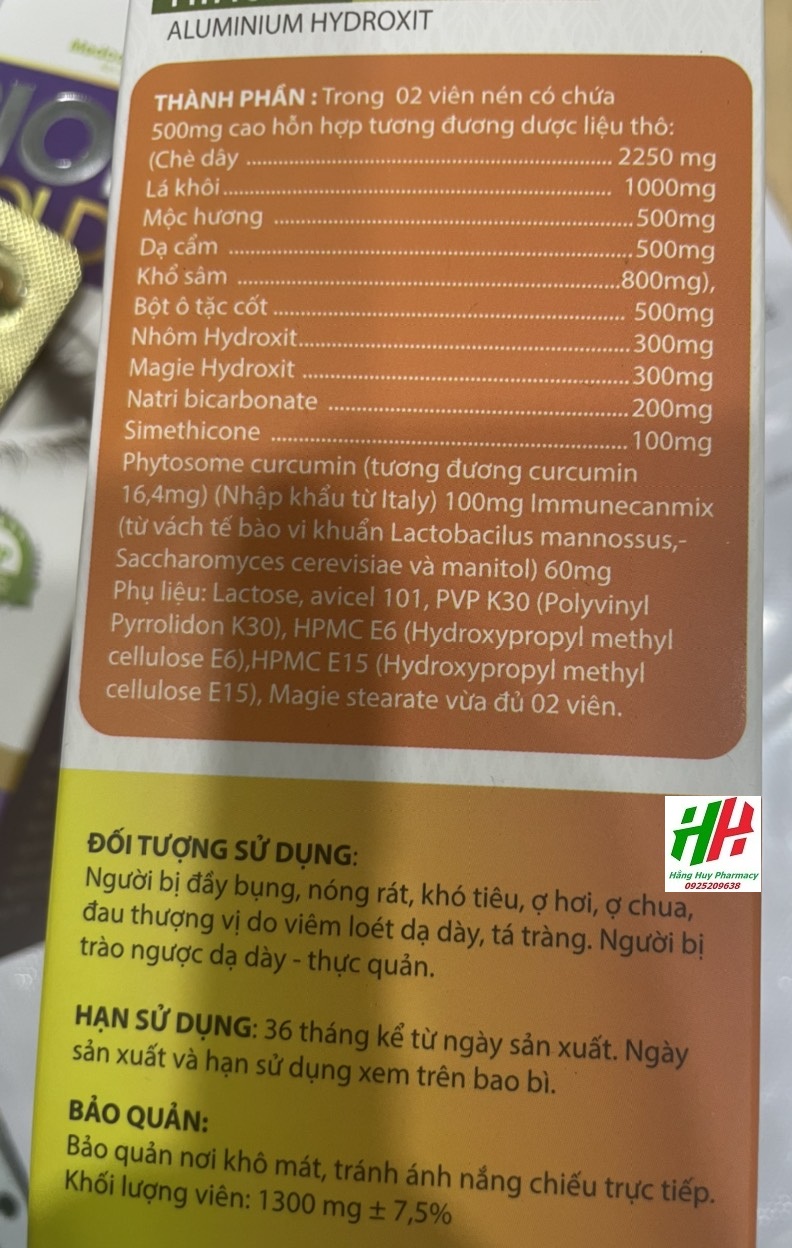 ALUMINIUM HYDROXIT
THÀNH PHẦN : Trong 02 viên nén có chứa
500mg cao hỗn hợp tương đương dược liệu thô:
(Chè dây ........................ 2250 mg
Lá khôi ........................ 1000mg
Mộc hương ........................ 500mg
Dạ cẩm ........................ 500mg
Khổ sâm ........................ 800mg),
Bột ô tặc cốt ........................ 500mg
Nhôm Hydroxit ........................ 300mg
Magie Hydroxit ........................ 300mg
Natri bicarbonate ........................ 200mg
Simethicone ........................ 100mg
Phytosome curcumin (tương đương curcumin
16,4mg) (Nhập khẩu từ Italy) 100mg Immunecanmix
(từ vách tế bào vi khuẩn Lactobacilus mannossus,-
Saccharomyces cerevisiae và manitol) 60mg
Phụ liệu: Lactose, avicel 101, PVP K30 (Polyvinyl
Pyrrolidon K30), HPMC E6 (Hydroxypropyl methyl
cellulose E6),HPMC E15 (Hydroxypropyl methyl
cellulose E15), Magie stearate vừa đủ 02 viên.
ĐỐI TƯỢNG SỬ DỤNG:
Người bị đầy bụng, nóng rát, khó tiêu, ợ hơi, ợ chua,
đau thượng vị do viêm loét dạ dày, tá tràng. Người bị
trào ngược dạ dày - thực quản.
HẠN SỬ DỤNG: 36 tháng kể từ ngày sản xuất. Ngày
sản xuất và hạn sử dụng xem trên bao bì.
BẢO QUẢN:
Bảo quản nơi khô mát, tránh ánh nắng chiếu trực tiếp.
Khối lượng viên: 1300 mg ± 7,5%
HH
Hằng Huy Pharmacy
0925209638